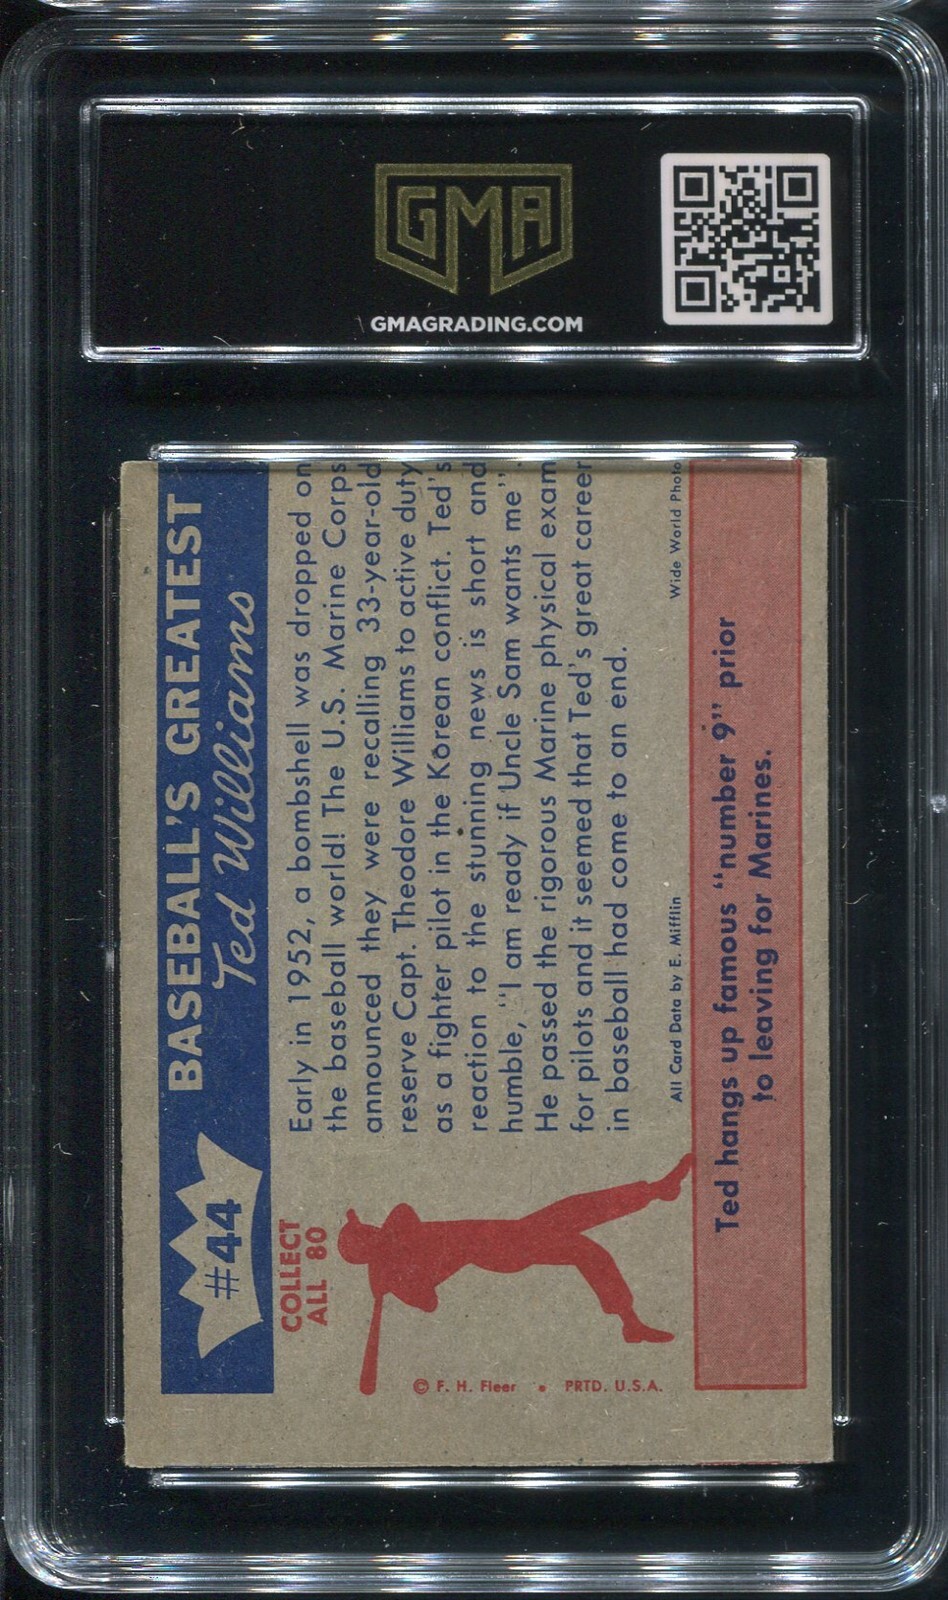 GMA
GMAGRADING.COM
#44
BASEBALL'S GREATEST
Ted Williams
COLLECT
ALL 80
Early in 1952, a bombshell was dropped on
the baseball world! The U.S. Marine Corps
announced they were recalling 33-year-old
reserve Capt. Theodore Williams to active duty
as a fighter pilot in the Korean conflict. Ted's
reaction to the stunning news is short and
humble, "I am ready if Uncle Sam wants me".
He passed the rigorous Marine physical exam
for pilots and it seemed that Ted's great career
in baseball had come to an end.
© F. H. Fleer • PRTD. U.S.A.
All Card Data by E. Mifflin
Wide World Photo
Ted hangs up famous "number 9" prior
to leaving for Marines.